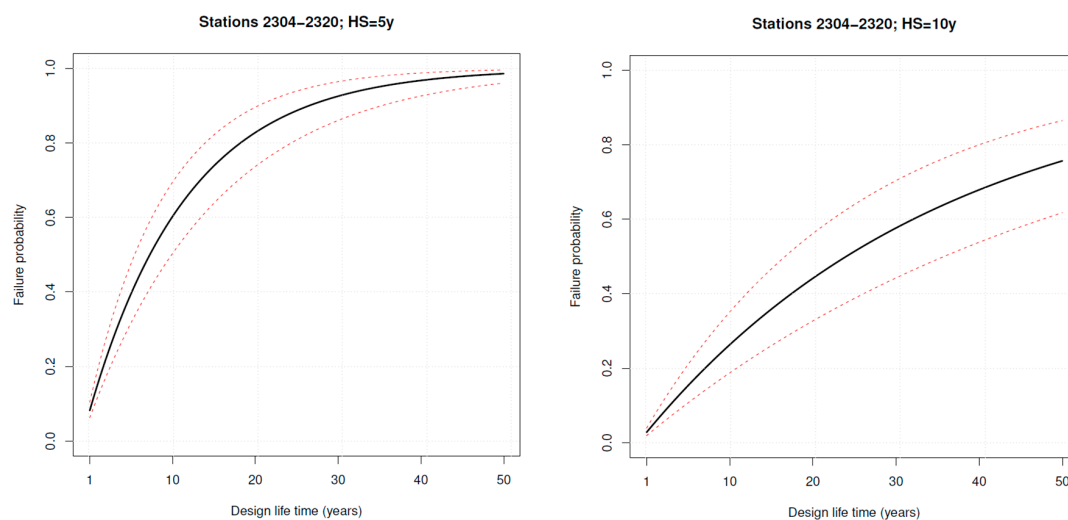 Stations 2304−2320; HS=5y
Failure probability
1.0
0.8
0.6
0.4
0.2
0.0
1 10 20 30 40 50
Design life time (years)
Stations 2304−2320; HS=10y
Failure probability
1.0
0.8
0.6
0.4
0.2
0.0
1 10 20 30 40 50
Design life time (years)